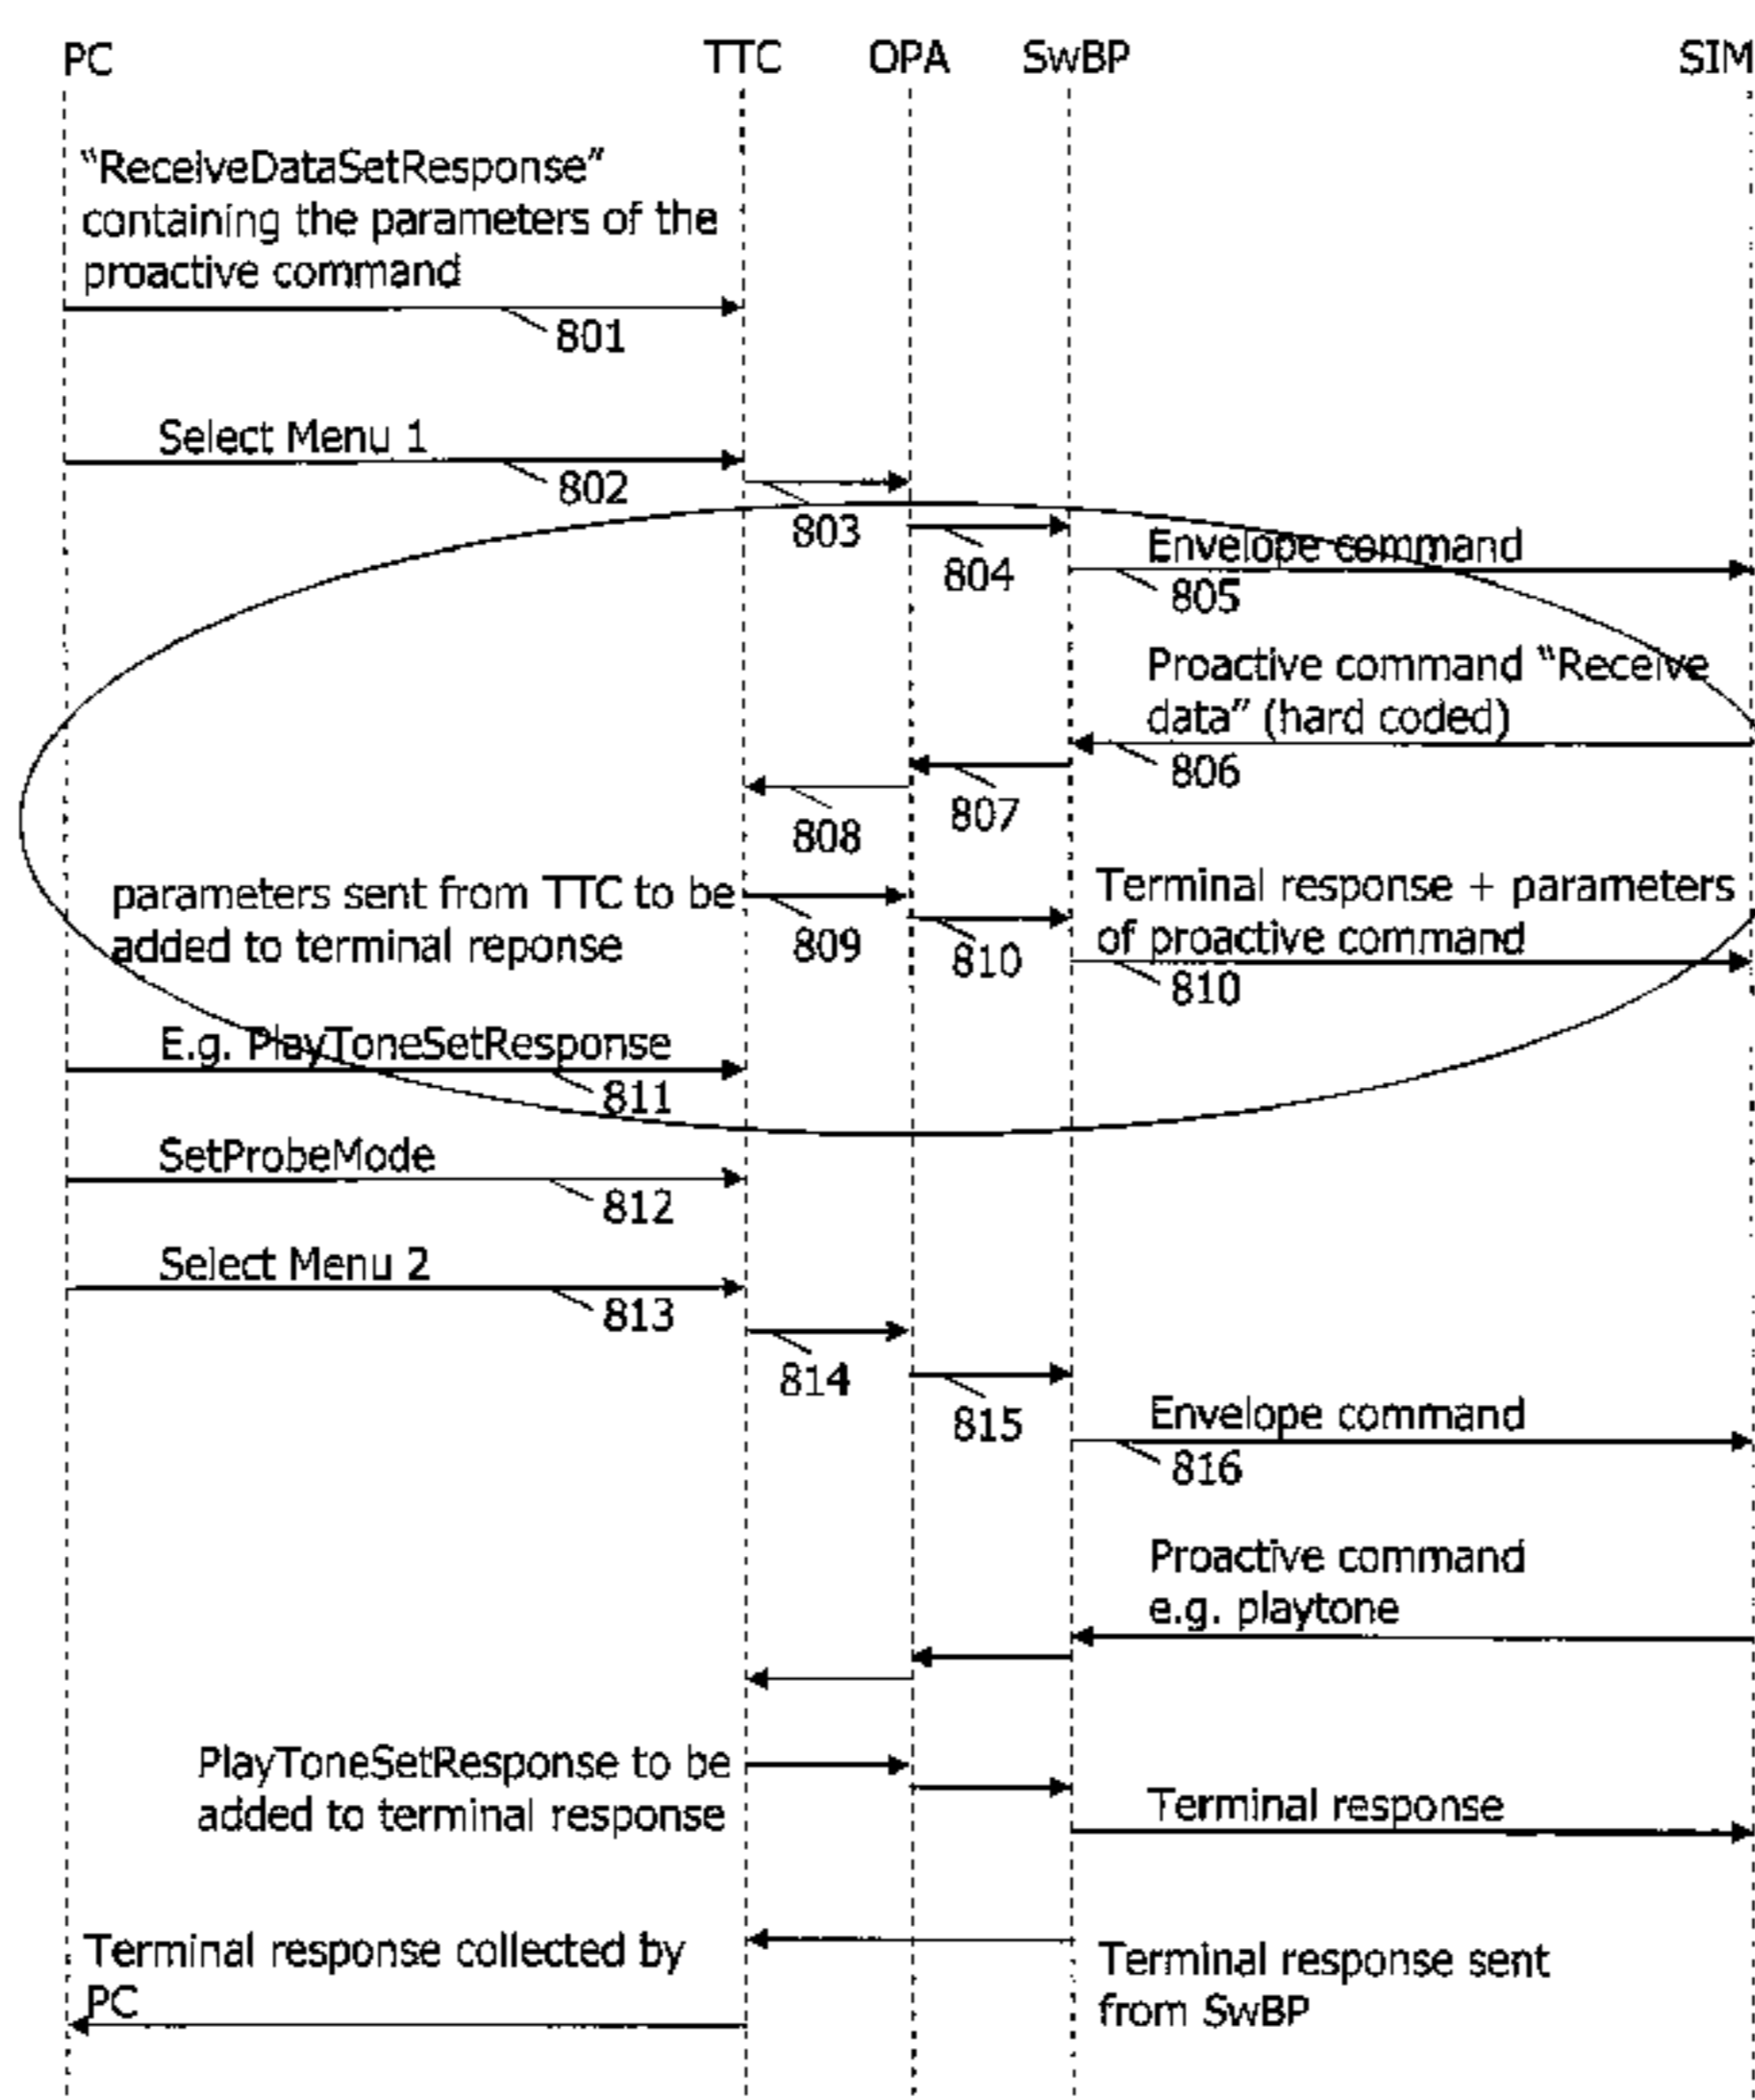 PC TTC OPA SwBP SIM
“ReceiveDataSetResponse”
containing the parameters of the
proactive command
801
Select Menu 1
802
803
804
Envelope command
805
Proactive command “Receive
data” (hard coded)
806
807
808
parameters sent from TTC to be
added to terminal reponse
809
810
Terminal response + parameters
of proactive command
810
E.g. PlayToneSetResponse
811
SetProbeMode
812
Select Menu 2
813
814
815
Envelope command
816
Proactive command
e.g. playtone
PlayToneSetResponse to be
added to terminal response
Terminal response
Terminal response collected by
PC
Terminal response sent
from SwBP